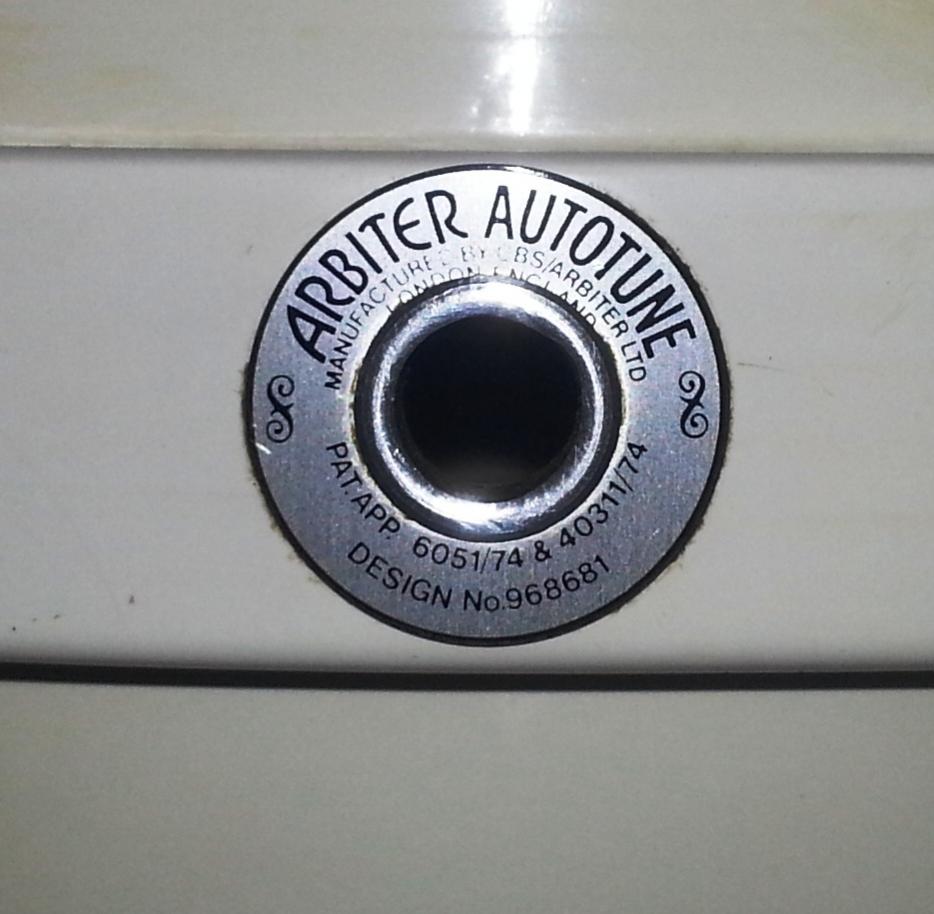 ARBITER AUTOTUNE
MANUFACTURED BY CBS/ARBITER LTD
LONDON ENGLAND
PAT.APP. 6051/74 & 40311/74
DESIGN No.968681